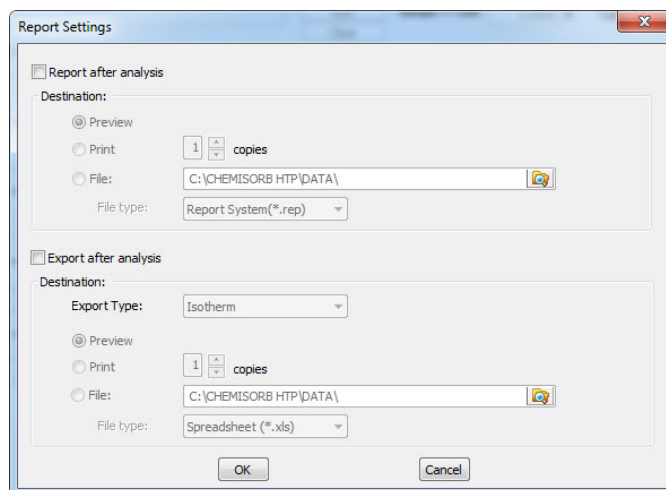 Report Settings
Report after analysis
Destination:
Preview
Print 1 copies
File: C:\CHEMISORB HTP\DATA\
File type: Report System(*.rep)
Export after analysis
Destination:
Export Type: Isotherm
Preview
Print 1 copies
File: C:\CHEMISORB HTP\DATA\
File type: Spreadsheet (*.xls)
OK Cancel